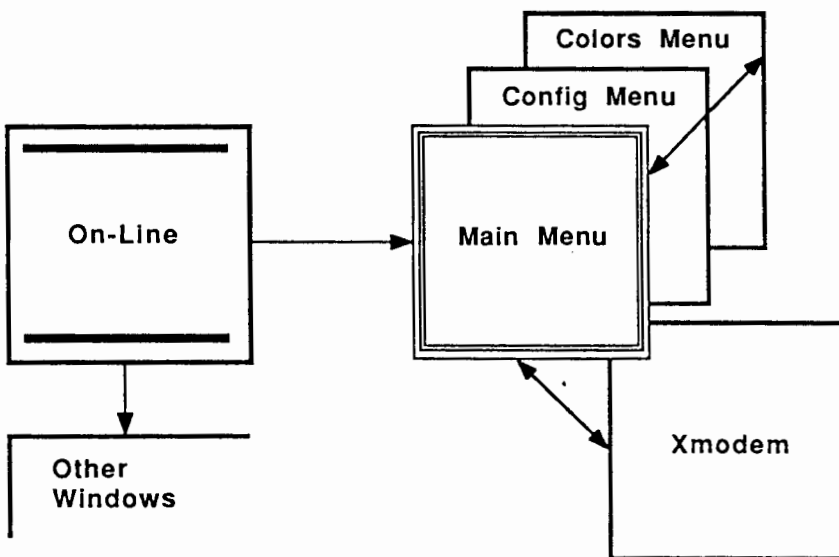 Colors Menu
Config Menu
On-Line
Main Menu
Xmodem
Other
Windows